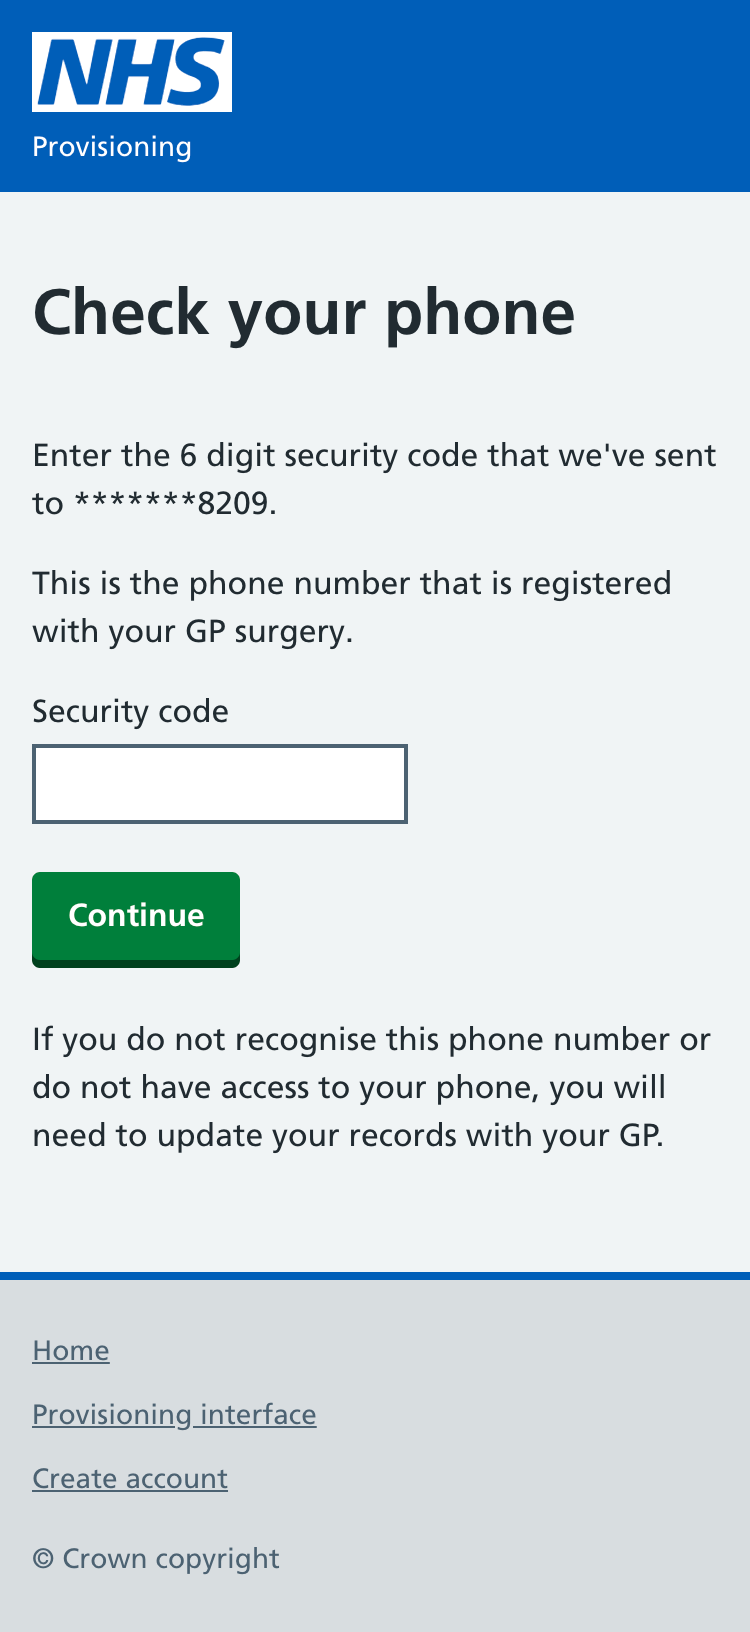 NHS
Provisioning
Check your phone
Enter the 6 digit security code that we've sent
to *******8209.
This is the phone number that is registered
with your GP surgery.
Security code
Continue
If you do not recognise this phone number or
do not have access to your phone, you will
need to update your records with your GP.
Home
Provisioning interface
Create account
© Crown copyright